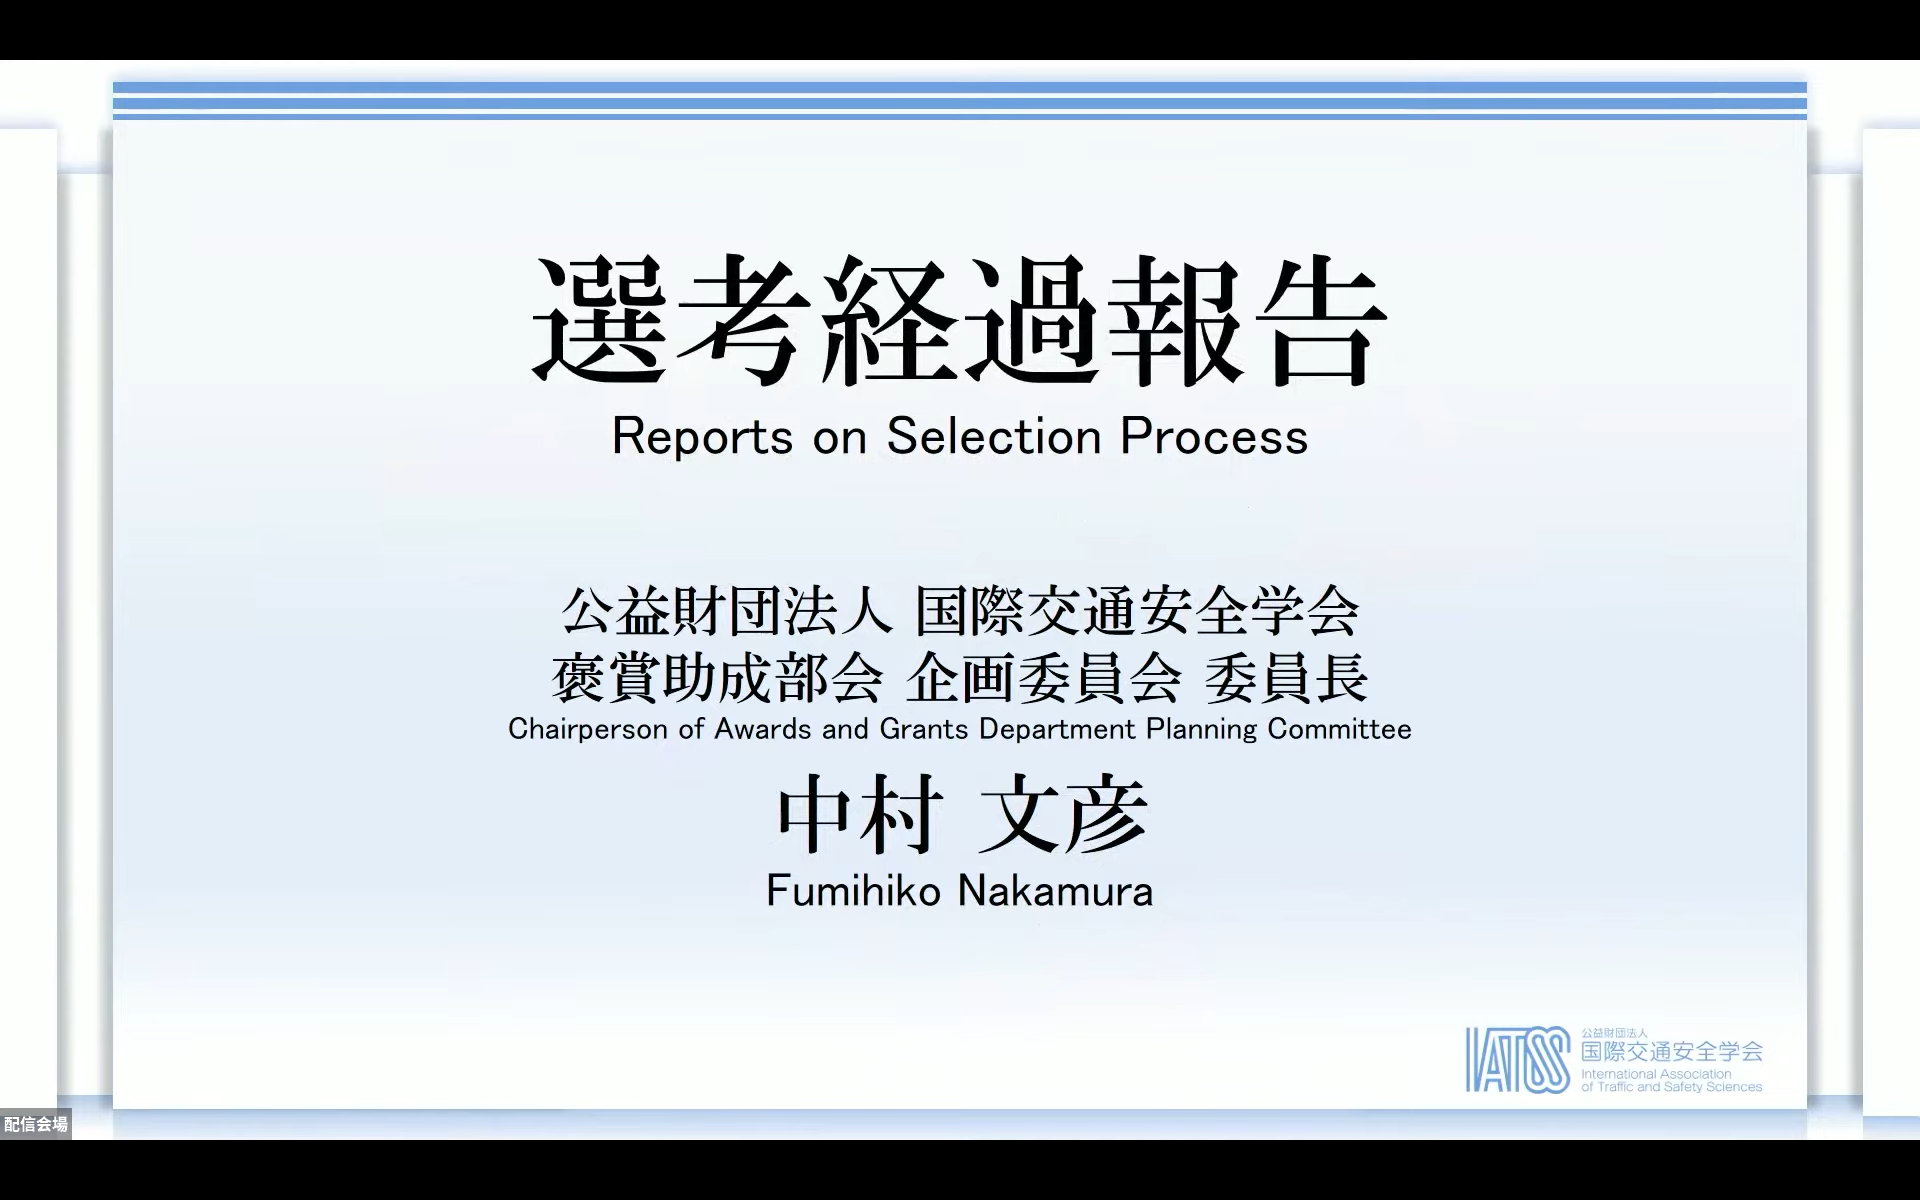 選考経過報告
Reports on Selection Process
公益財団法人 国際交通安全学会
褒賞助成部会 企画委員会 委員長
Chairperson of Awards and Grants Department Planning Committee
中村 文彦
Fumihiko Nakamura
IATSS
公益財団法人
国際交通安全学会
International Association
of Traffic and Safety Sciences
配信会場